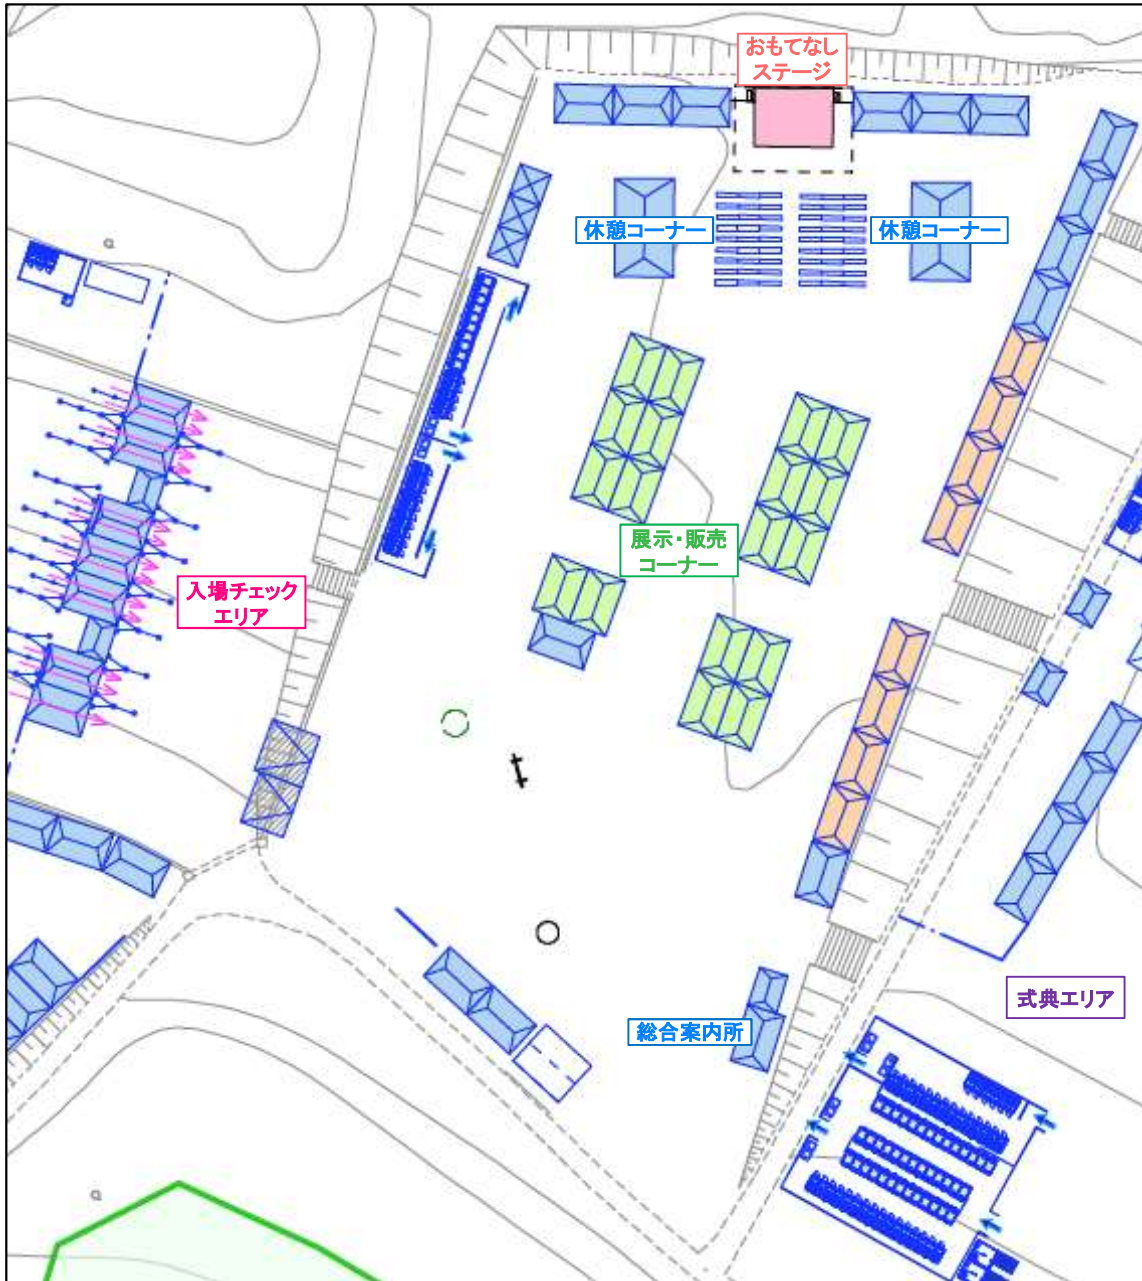 おもてなし
ステージ
休憩コーナー
休憩コーナー
展示・販売
コーナー
入場チェック
エリア
式典エリア
総合案内所